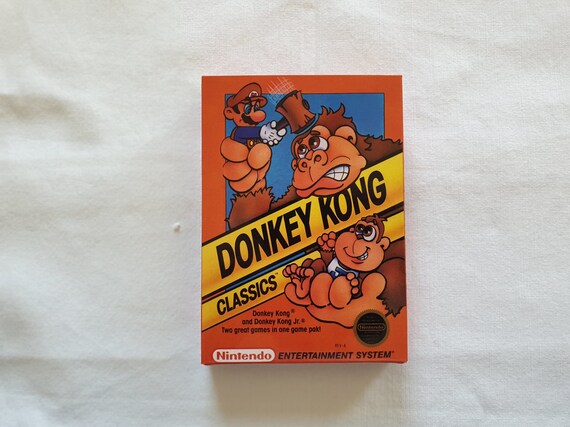 DONKEY KONG
CLASSICS™
Donkey Kong®
and Donkey Kong Jr.®
Two great games in one game pak!
Nintendo ENTERTAINMENT SYSTEM™